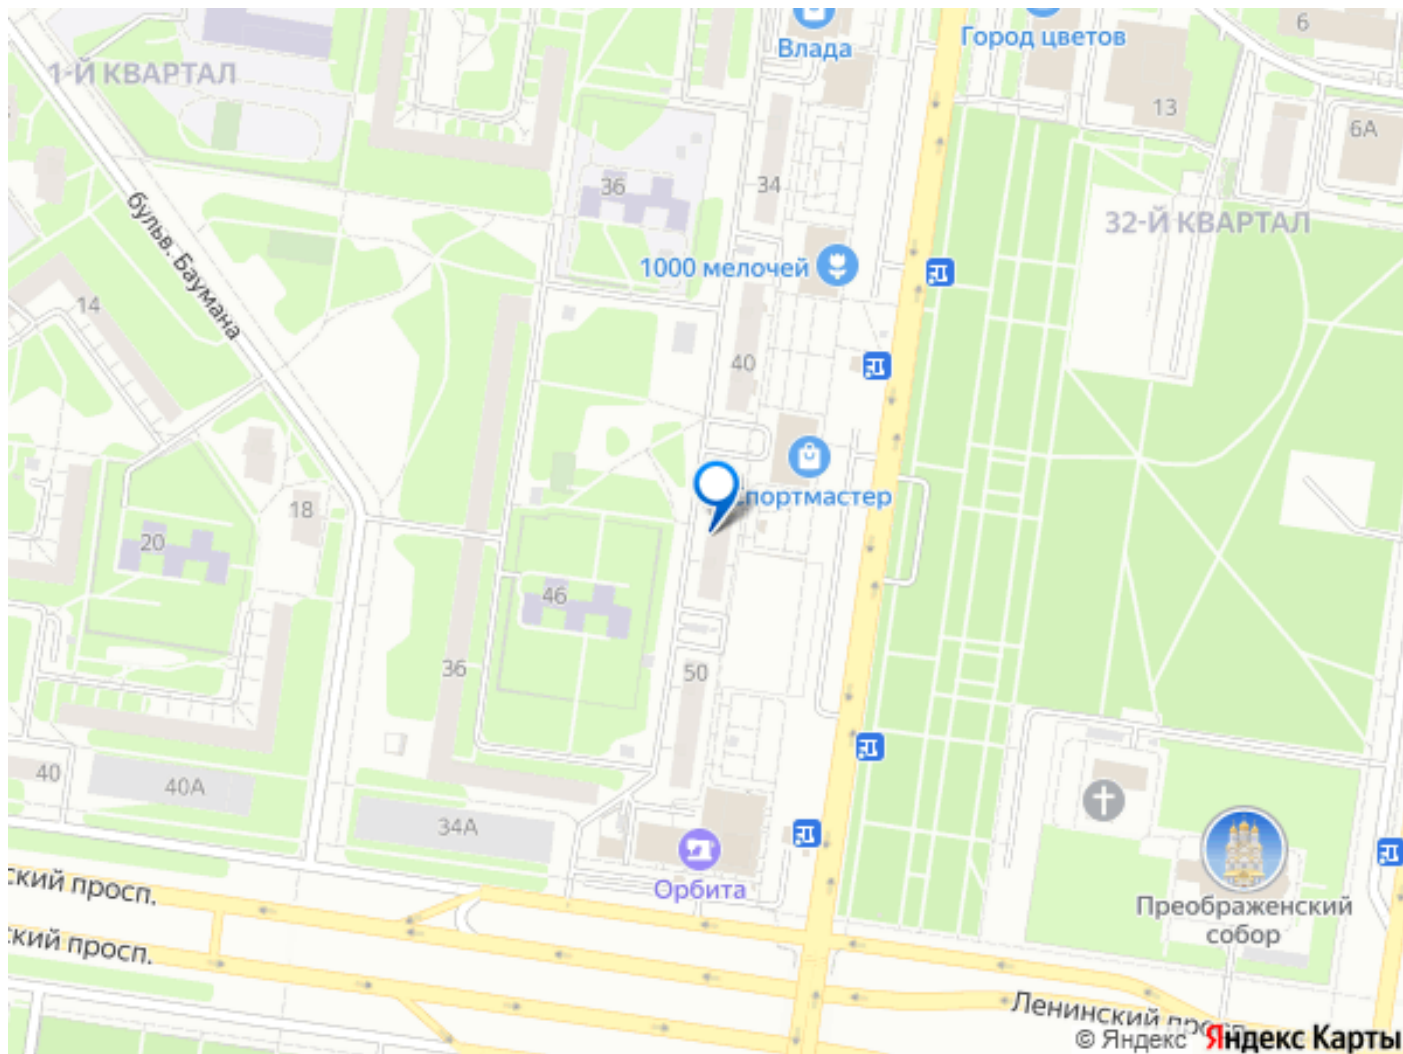 6
Влада
Город цветов
1-Й КВАРТАЛ
13
6А
36
34
32-Й КВАРТАЛ
бульв. Баумана
1000 мелочей
14
40
портмастер
18
20
46
36
50
40
40А
34А
Орбита
ский просп.
Преображенский
собор
ский просп.
Ленинский просп.
© Яндекс Яндекс Карты